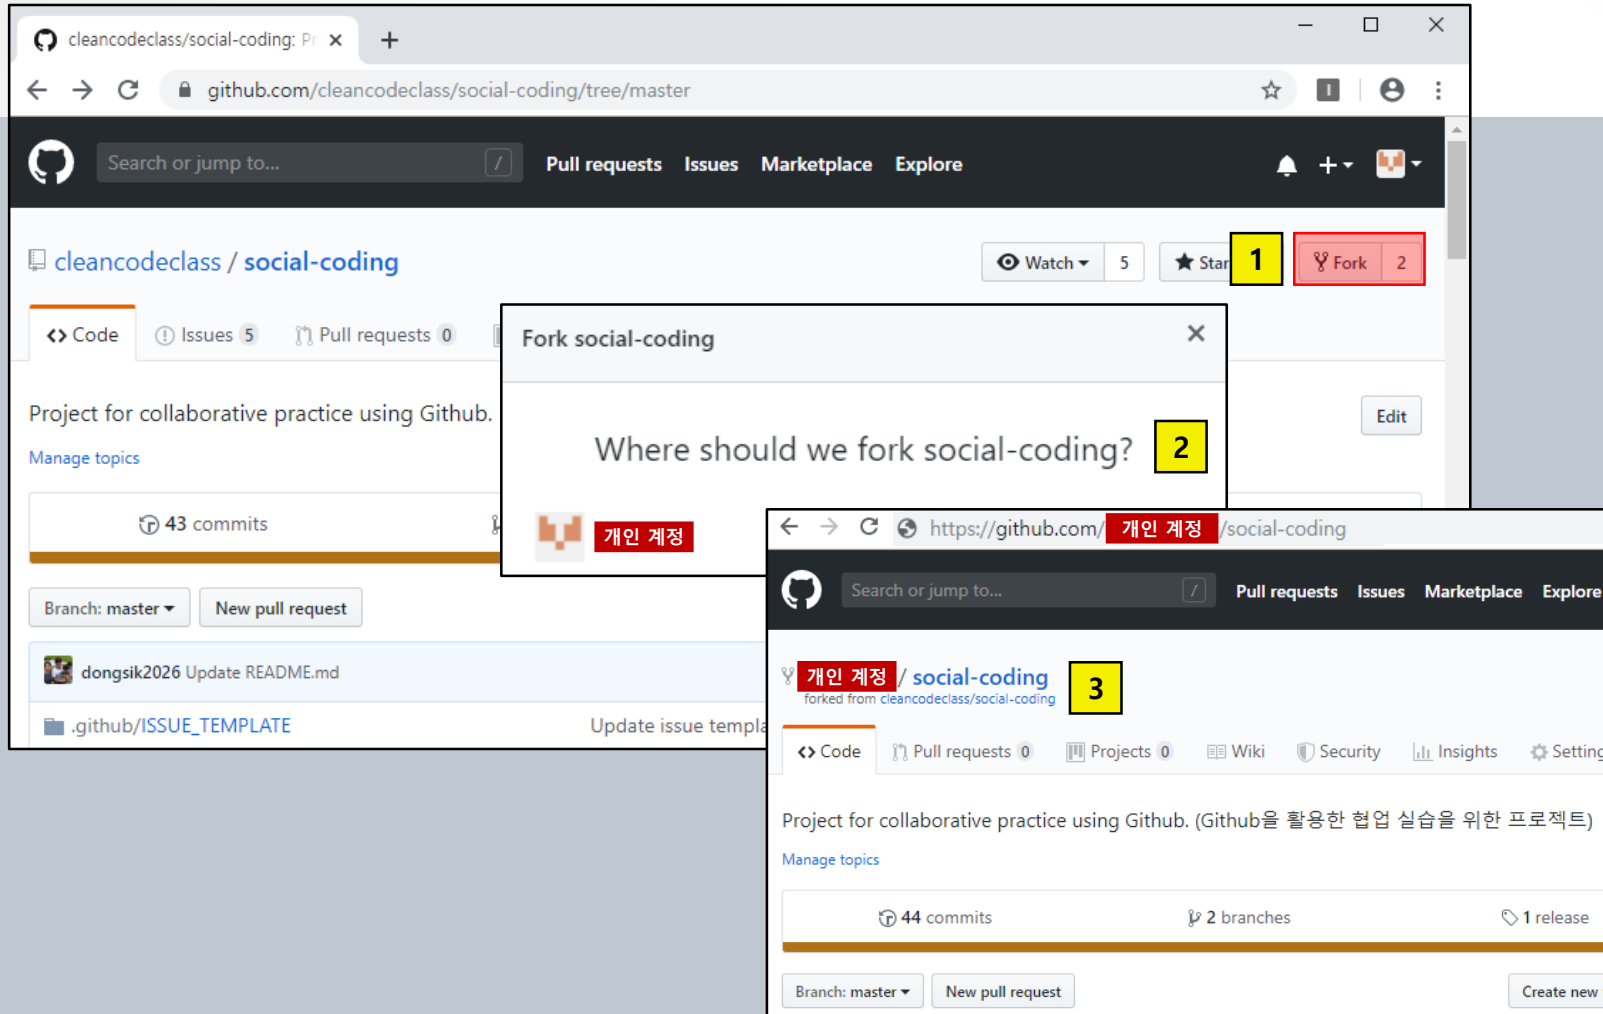 cleancodeclass/social-coding: Pr
github.com/cleancodeclass/social-coding/tree/master
Search or jump to... / Pull requests Issues Marketplace Explore
cleancodeclass / social-coding
Watch 5 Star 1 Fork 2
Code Issues 5 Pull requests 0
Project for collaborative practice using Github.
Edit
Manage topics
43 commits
Branch: master New pull request
dongsik2026 Update README.md
.github/ISSUE_TEMPLATE Update issue templa
Fork social-coding
Where should we fork social-coding? 2
개인 계정
https://github.com/ 개인 계정 /social-coding
Search or jump to... / Pull requests Issues Marketplace Explore
개인 계정 / social-coding 3
forked from cleancodeclass/social-coding
Code Pull requests 0 Projects 0 Wiki Security Insights Setting
Project for collaborative practice using Github. (Github을 활용한 협업 실습을 위한 프로젝트)
Manage topics
44 commits 2 branches 1 release
Branch: master New pull request Create new